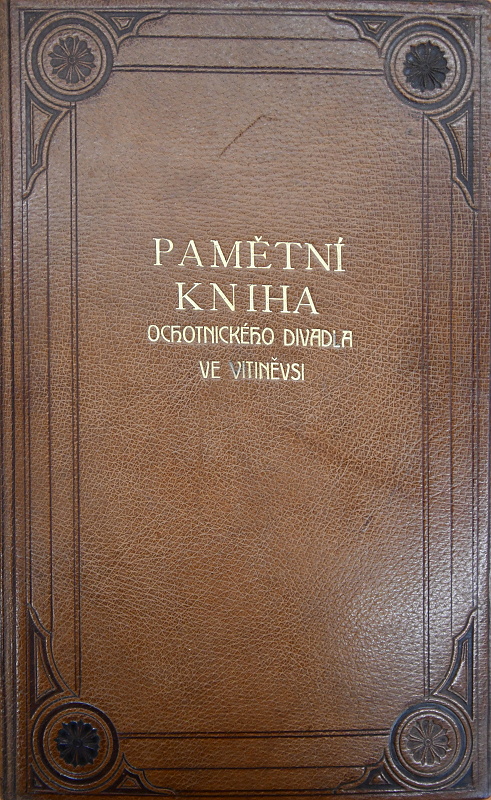 PAMĚTNÍ
KNIHA
OCHOTNICKÉHO DIVADLA
VE VITINĚVSI